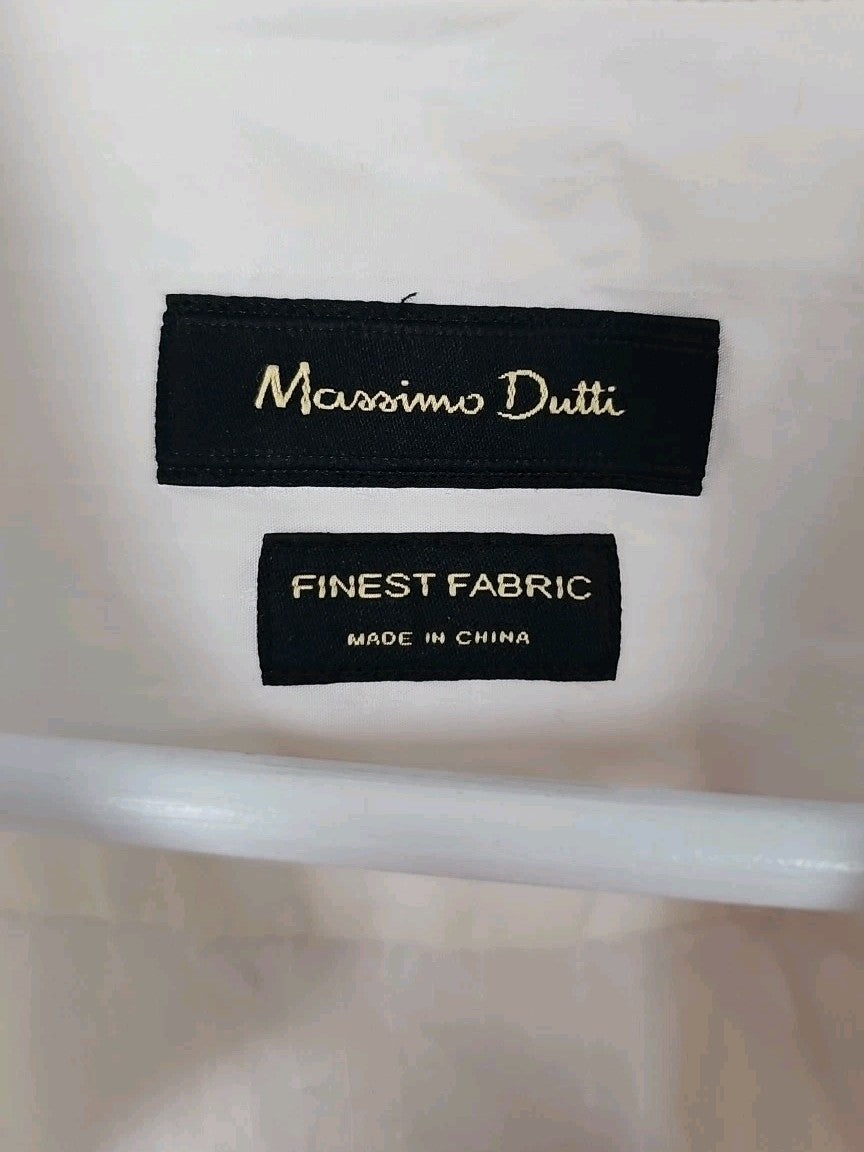 Massimo Dutti
FINEST FABRIC
MADE IN CHINA